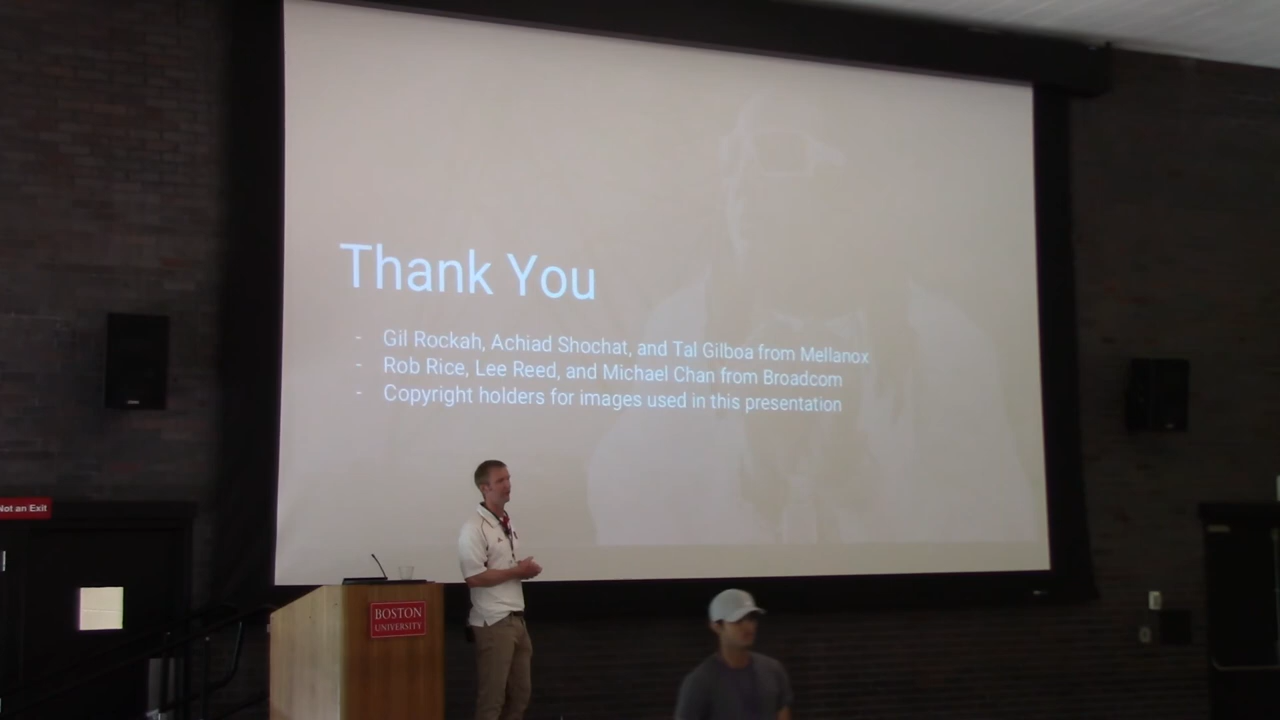 Thank You
- Gil Rockah, Achiad Shochat, and Tal Gilboa from Mellanox
- Rob Rice, Lee Reed, and Michael Chan from Broadcom
- Copyright holders for images used in this presentation
Not an Exit
BOSTON
UNIVERSITY